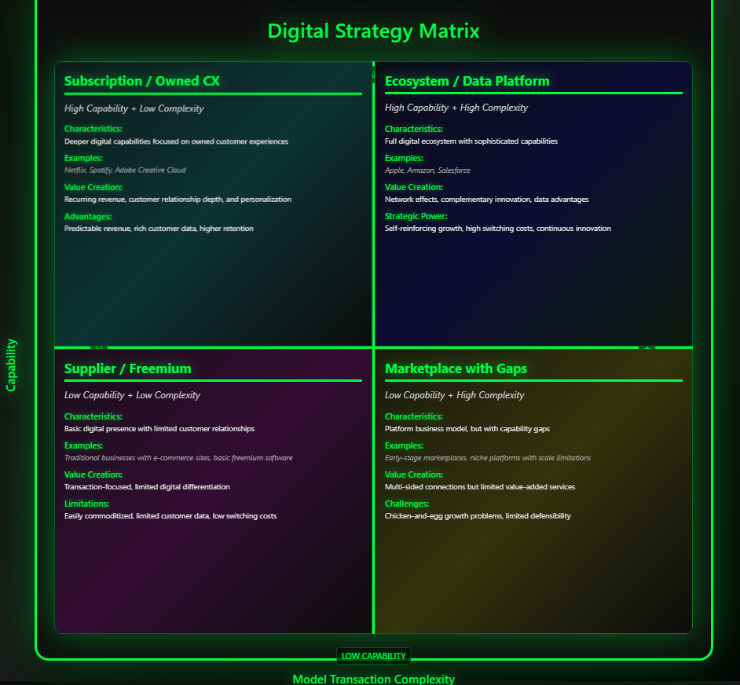 Digital Strategy Matrix
Subscription / Owned CX
High Capability + Low Complexity
Characteristics:
Deeper digital capabilities focused on owned customer experiences
Examples:
Netflix, Spotify, Adobe Creative Cloud
Value Creation:
Recurring revenue, customer relationship depth, and personalization
Advantages:
Predictable revenue, rich customer data, higher retention
Ecosystem / Data Platform
High Capability + High Complexity
Characteristics:
Full digital ecosystem with sophisticated capabilities
Examples:
Apple, Amazon, Salesforce
Value Creation:
Network effects, complementary innovation, data advantages
Strategic Power:
Self-reinforcing growth, high switching costs, continuous innovation
Capability
Supplier / Freemium
Low Capability + Low Complexity
Characteristics:
Basic digital presence with limited customer relationships
Examples:
Traditional businesses with e-commerce sites, basic freemium software
Value Creation:
Transaction-focused, limited digital differentiation
Limitations:
Easily commoditized, limited customer data, low switching costs
Marketplace with Gaps
Low Capability + High Complexity
Characteristics:
Platform business model, but with capability gaps
Examples:
Early-stage marketplaces, niche platforms with scale limitations
Value Creation:
Multi-sided connections but limited value-added services
Challenges:
Chicken-and-egg growth problems, limited defensibility
LOW CAPABILITY
Model Transaction Complexity